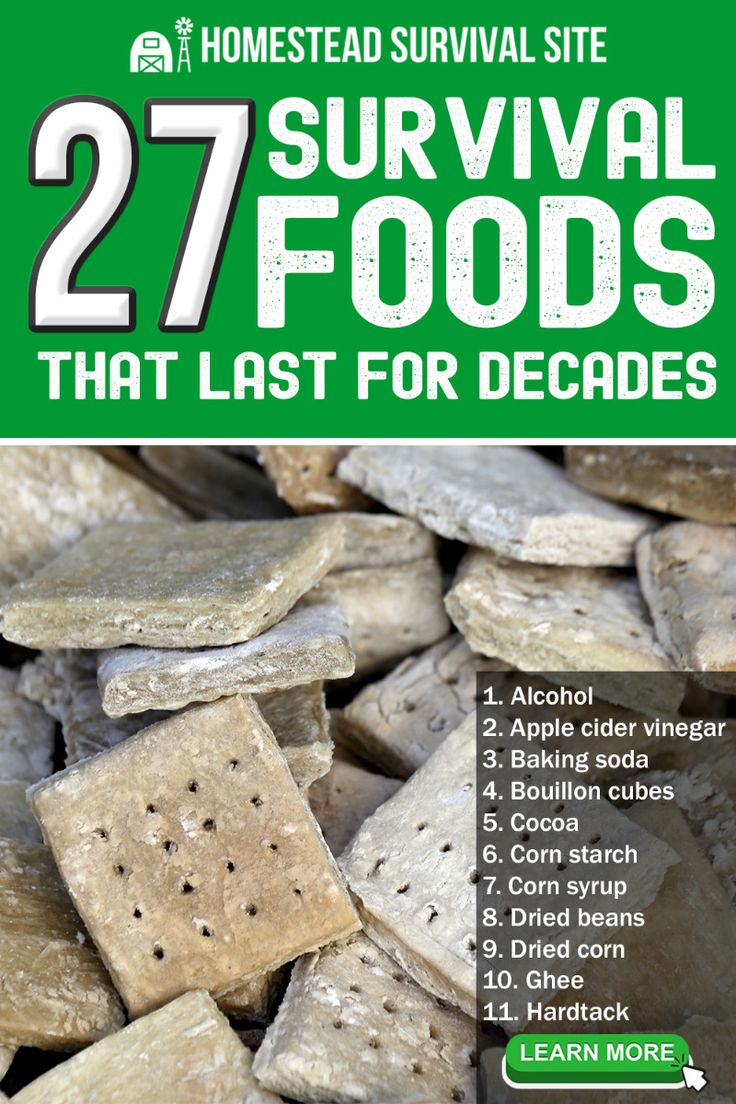 HOMESTEAD SURVIVAL SITE
27 SURVIVAL
FOODS
THAT LAST FOR DECADES
1. Alcohol
2. Apple cider vinegar
3. Baking soda
4. Bouillon cubes
5. Cocoa
6. Corn starch
7. Corn syrup
8. Dried beans
9. Dried corn
10. Ghee
11. Hardtack
LEARN MORE